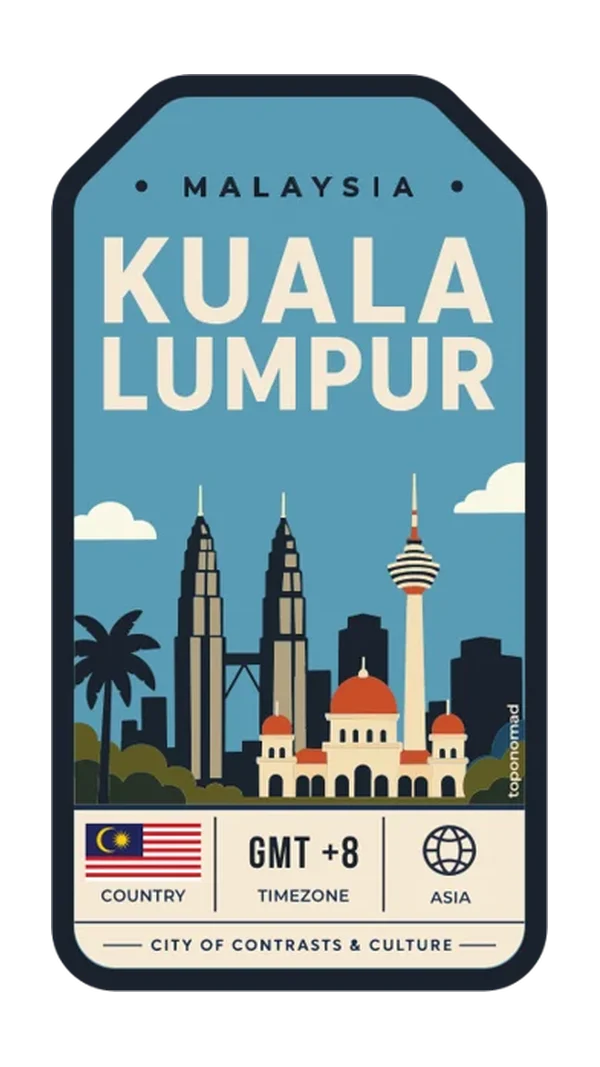 • MALAYSIA •
KUALA
LUMPUR
toponomad
GMT +8
COUNTRY
TIMEZONE
ASIA
CITY OF CONTRASTS & CULTURE